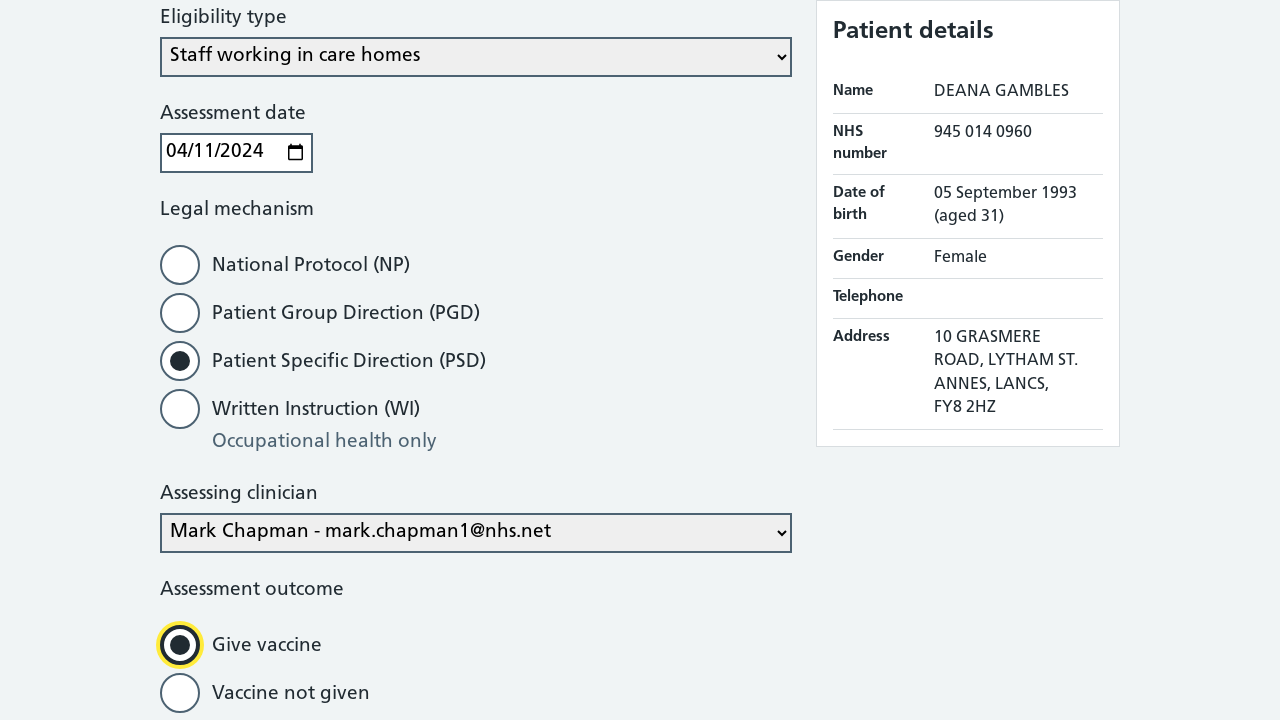 Eligibility type
Staff working in care homes
Assessment date
04/11/2024
Legal mechanism
National Protocol (NP)
Patient Group Direction (PGD)
Patient Specific Direction (PSD)
Written Instruction (WI)
Occupational health only
Assessing clinician
Mark Chapman - mark.chapman1@nhs.net
Assessment outcome
Give vaccine
Vaccine not given
Patient details
Name DEANA GAMBLES
NHS number 945 014 0960
Date of birth 05 September 1993
(aged 31)
Gender Female
Telephone
Address 10 GRASMERE
ROAD, LYTHAM ST.
ANNES, LANCS,
FY8 2HZ